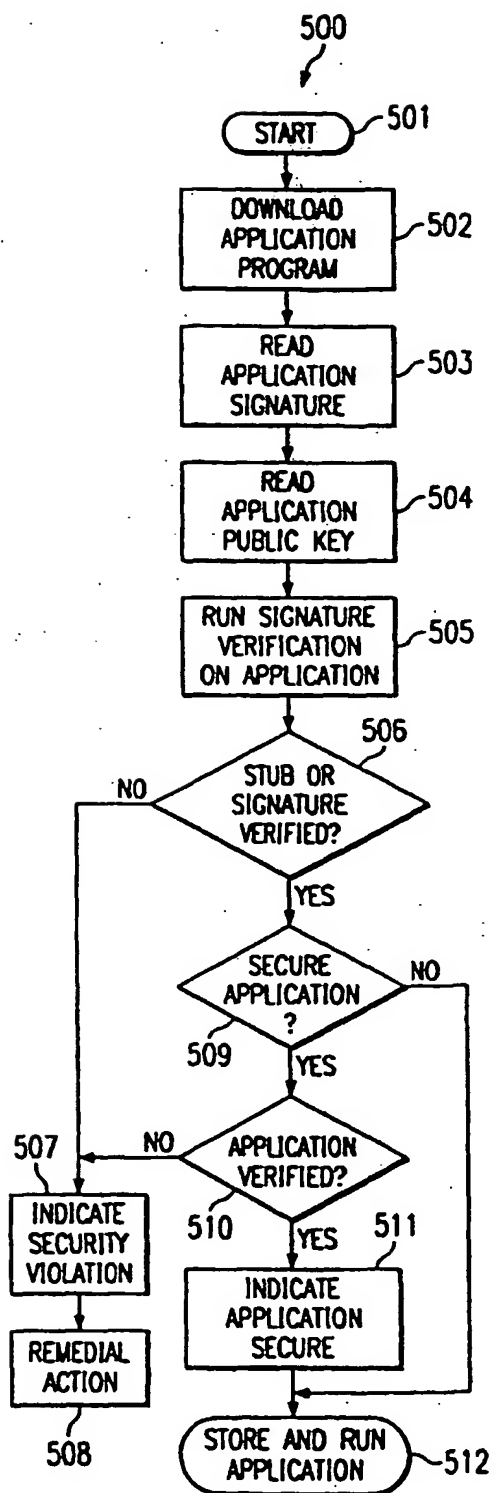 500
START
501
DOWNLOAD
APPLICATION
PROGRAM
502
READ
APPLICATION
SIGNATURE
503
READ
APPLICATION
PUBLIC KEY
504
RUN SIGNATURE
VERIFICATION
ON APPLICATION
505
506
NO
STUB OR
SIGNATURE
VERIFIED?
YES
SECURE
APPLICATION
?
NO
509
YES
507
NO
APPLICATION
VERIFIED?
510
YES
511
INDICATE
SECURITY
VIOLATION
INDICATE
APPLICATION
SECURE
REMEDIAL
ACTION
508
STORE AND RUN
APPLICATION
512